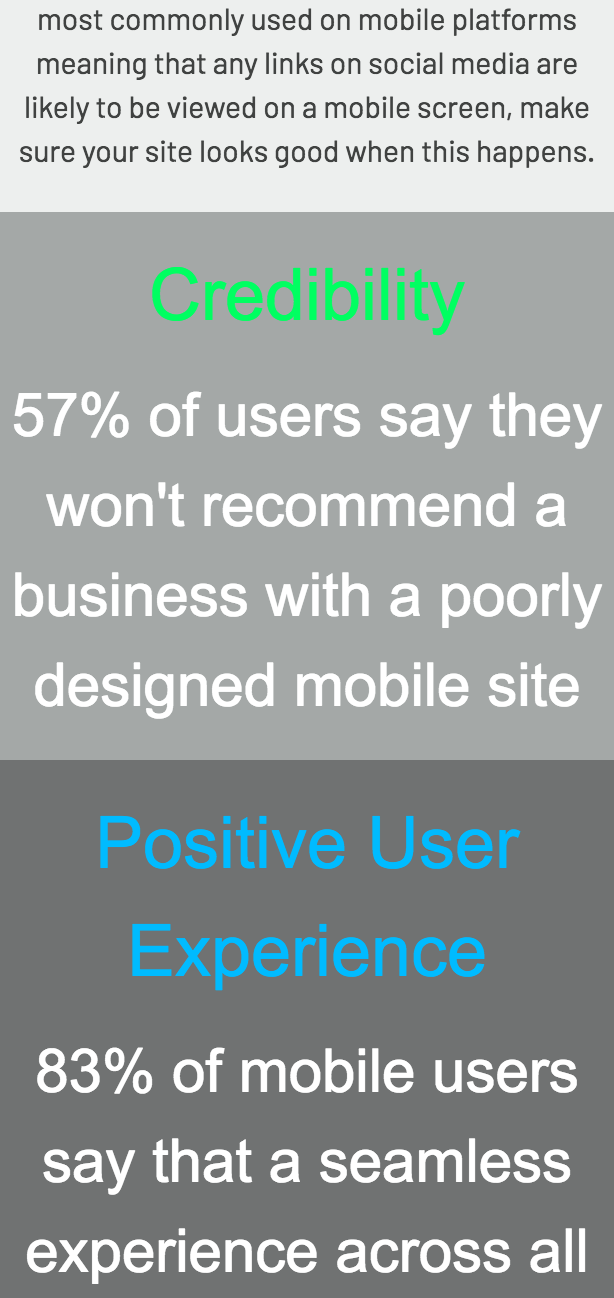 most commonly used on mobile platforms
meaning that any links on social media are
likely to be viewed on a mobile screen, make
sure your site looks good when this happens.
Credibility
57% of users say they
won't recommend a
business with a poorly
designed mobile site
Positive User
Experience
83% of mobile users
say that a seamless
experience across all